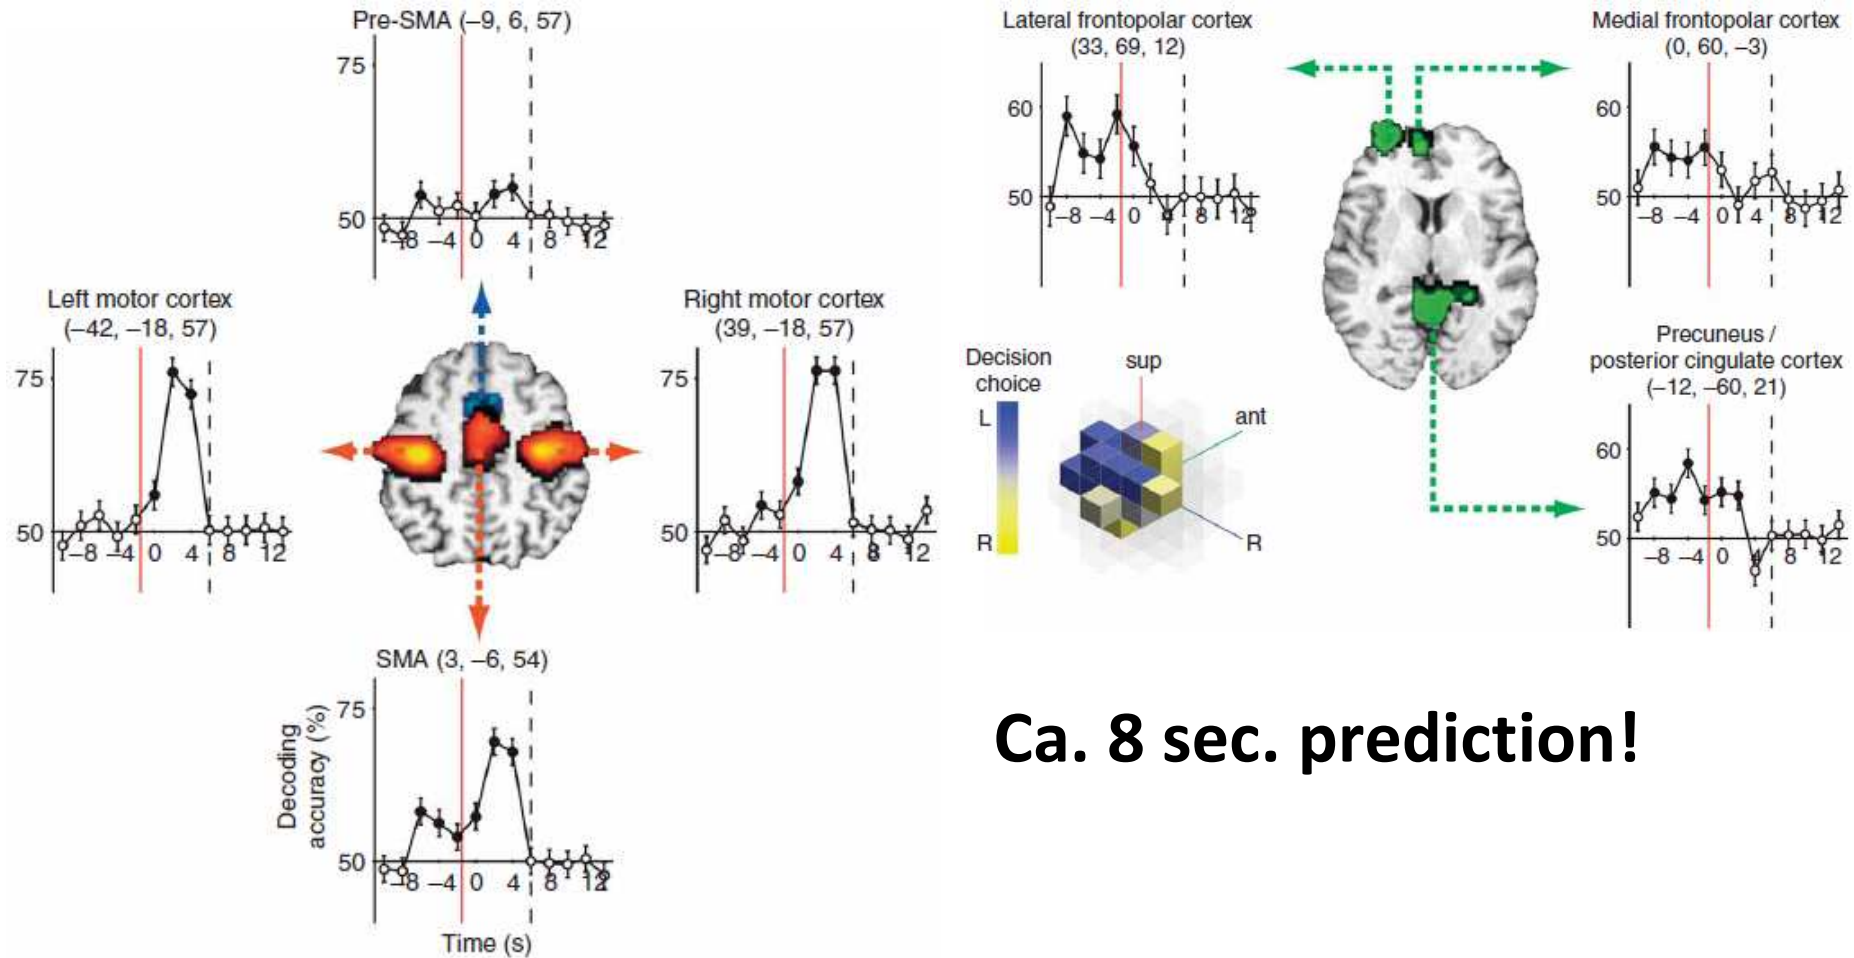 Pre-SMA (–9, 6, 57)
75
50
–8 –4 0 4 8 12
Left motor cortex
(–42, –18, 57)
75
50
–8 –4 0 4 8 12
Right motor cortex
(39, –18, 57)
75
50
–8 –4 0 4 8 12
SMA (3, –6, 54)
75
50
–8 –4 0 4 8 12
Decoding
accuracy (%)
Time (s)
Lateral frontopolar cortex
(33, 69, 12)
60
50
–8 –4 0 4 8 12
Medial frontopolar cortex
(0, 60, –3)
60
50
–8 –4 0 4 8 12
Decision
choice
L
R
sup
ant
R
Precuneus /
posterior cingulate cortex
(–12, –60, 21)
60
50
–8 –4 0 4 8 12
Ca. 8 sec. prediction!